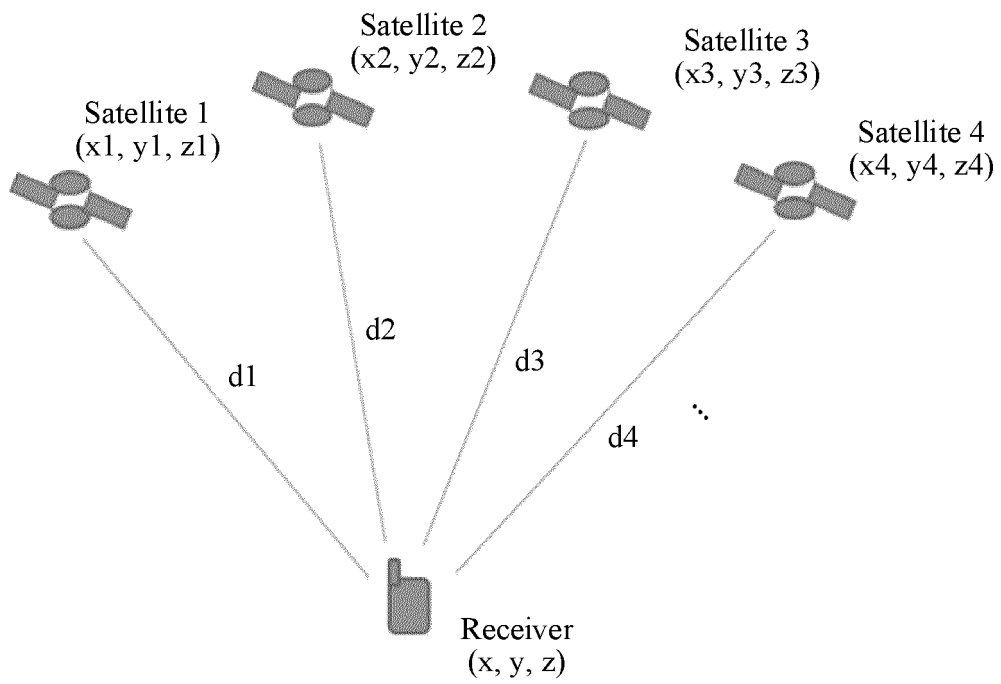 Satellite 1
(x1, y1, z1)
Satellite 2
(x2, y2, z2)
Satellite 3
(x3, y3, z3)
Satellite 4
(x4, y4, z4)
d1
d2
d3
d4
Receiver
(x, y, z)